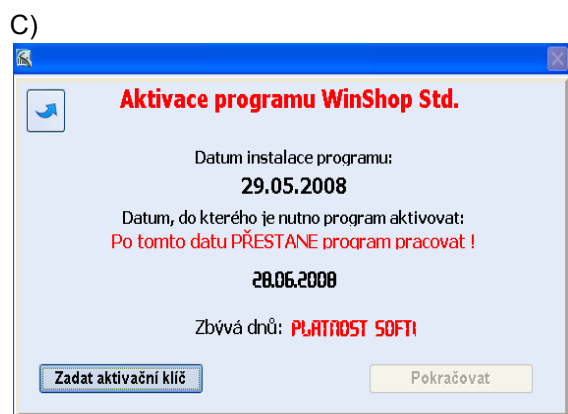 C)
Aktivace programu WinShop Std.
Datum instalace programu:
29.05.2008
Datum, do kterého je nutno program aktivovat:
Po tomto datu PŘESTANE program pracovat !
28.06.2008
Zbývá dnů: PLATNOST SOFT
Zadat aktivační klíč
Pokračovat